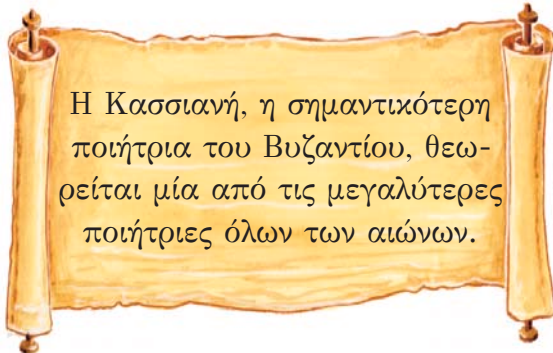 Η Κασσιανή, η σημαντικότερη
ποιήτρια του Βυζαντίου, θεω-
ρείται μία από τις μεγαλύτερες
ποιήτριες όλων των αιώνων.